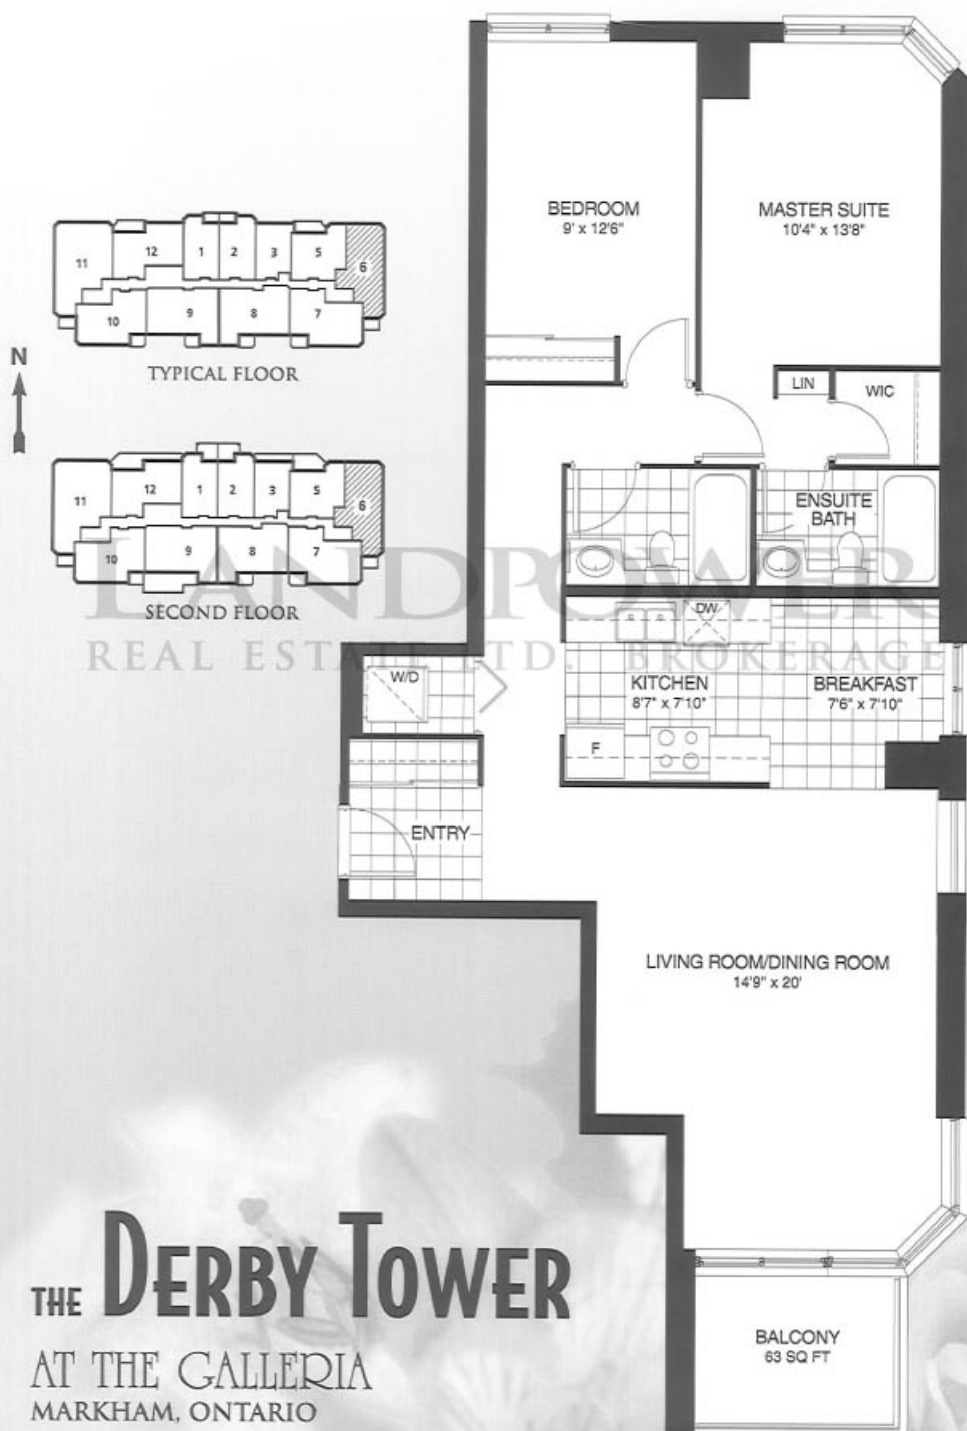 BEDROOM
9' x 12'6"
MASTER SUITE
10'4" x 13'8"
LIN
WIC
ENSUITE
BATH
11
12
1
2
3
5
6
10
9
8
7
TYPICAL FLOOR
N
11
12
1
2
3
5
6
10
9
8
7
SECOND FLOOR
LANDPOWER
REAL ESTATE LTD. BROKERAGE
DW
W/D
KITCHEN
8'7" x 7'10"
BREAKFAST
7'6" x 7'10"
F
ENTRY
LIVING ROOM/DINING ROOM
14'9" x 20'
BALCONY
63 SQ FT
THE DERBY TOWER
AT THE GALLERIA
MARKHAM, ONTARIO